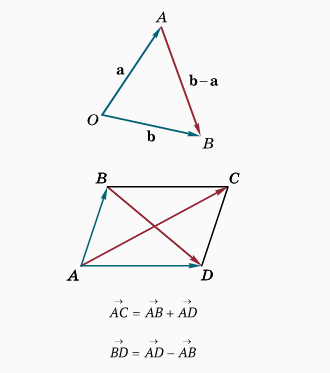 A
a
b–a
O
b
B
B
C
A
D
→ → →
AC = AB + AD
→ → →
BD = AD − AB